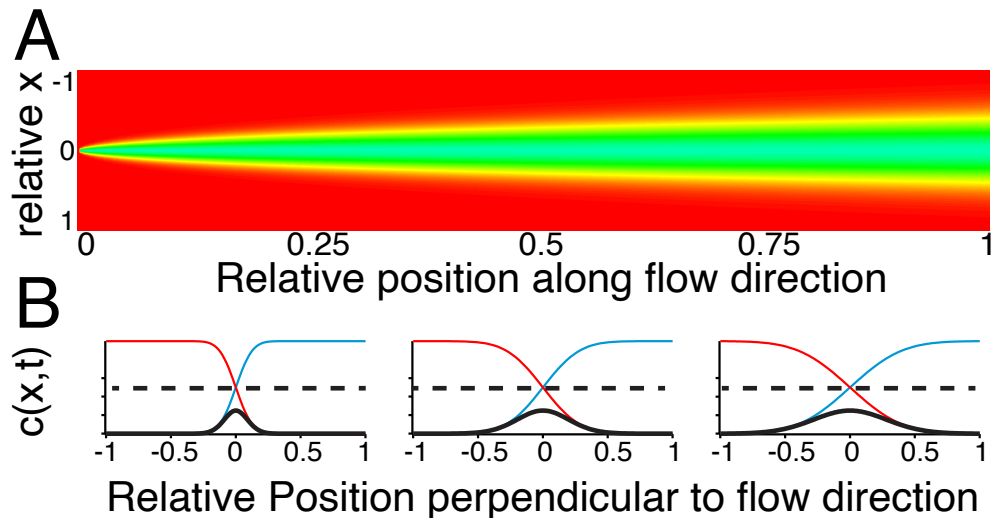 A
relative x
-1
0
1
0 0.25 0.5 0.75 1
Relative position along flow direction
B
c(x,t)
-1 -0.5 0 0.5 1 -1 -0.5 0 0.5 1 -1 -0.5 0 0.5 1
Relative Position perpendicular to flow direction